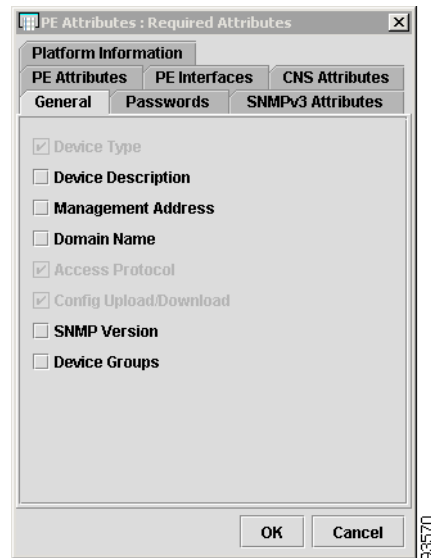 PE Attributes : Required Attributes
Platform Information
PE Attributes PE Interfaces CNS Attributes
General Passwords SNMPv3 Attributes
Device Type
Device Description
Management Address
Domain Name
Access Protocol
Config Upload/Download
SNMP Version
Device Groups
OK Cancel
93570